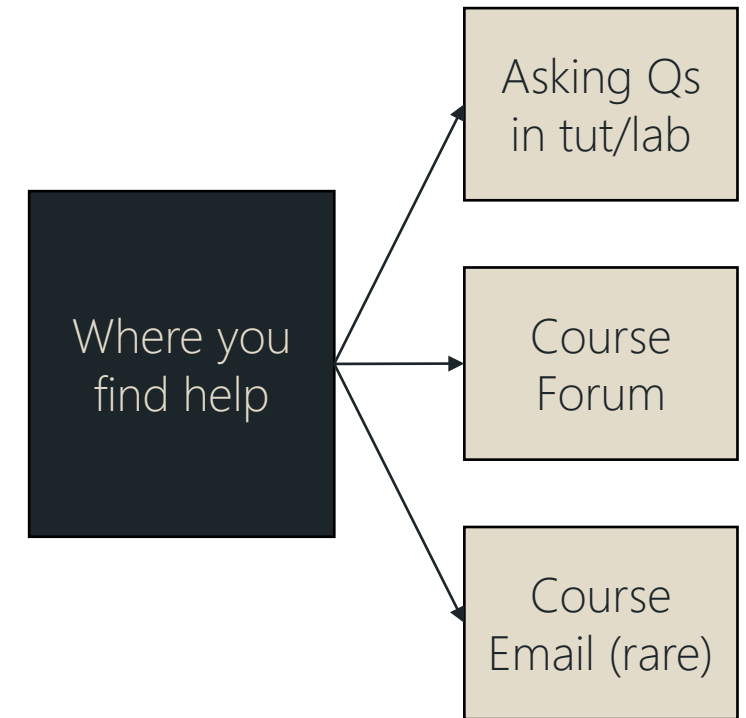 Asking Qs
in tut/lab
Where you
find help
Course
Forum
Course
Email (rare)